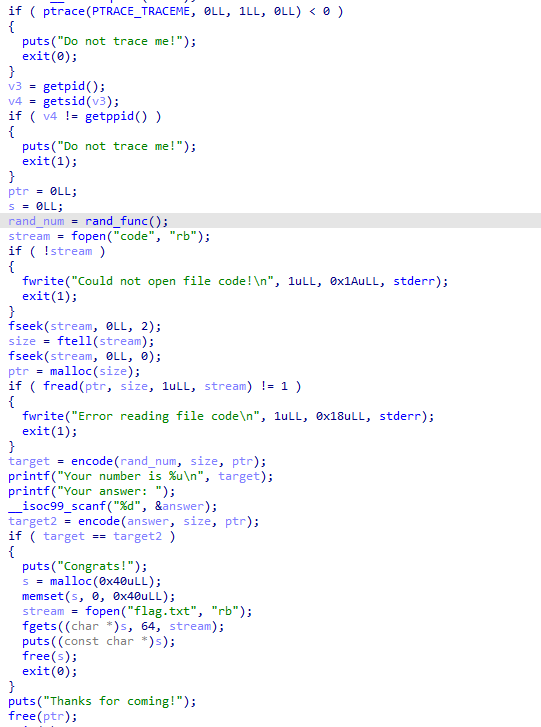 if ( ptrace(PTRACE_TRACEME, 0LL, 1LL, 0LL) < 0 )
{
  puts("Do not trace me!");
  exit(0);
}
v3 = getpid();
v4 = getsid(v3);
if ( v4 != getppid() )
{
  puts("Do not trace me!");
  exit(1);
}
ptr = 0LL;
s = 0LL;
rand_num = rand_func();
stream = fopen("code", "rb");
if ( !stream )
{
  fwrite("Could not open file code!\n", 1uLL, 0x1AuLL, stderr);
  exit(1);
}
fseek(stream, 0LL, 2);
size = ftell(stream);
fseek(stream, 0LL, 0);
ptr = malloc(size);
if ( fread(ptr, size, 1uLL, stream) != 1 )
{
  fwrite("Error reading file code\n", 1uLL, 0x18uLL, stderr);
  exit(1);
}
target = encode(rand_num, size, ptr);
printf("Your number is %u\n", target);
printf("Your answer: ");
__isoc99_scanf("%d", &answer);
target2 = encode(answer, size, ptr);
if ( target == target2 )
{
  puts("Congrats!");
  s = malloc(0x40uLL);
  memset(s, 0, 0x40uLL);
  stream = fopen("flag.txt", "rb");
  fgets((char *)s, 64, stream);
  puts((const char *)s);
  free(s);
  exit(0);
}
puts("Thanks for coming!");
free(ptr);